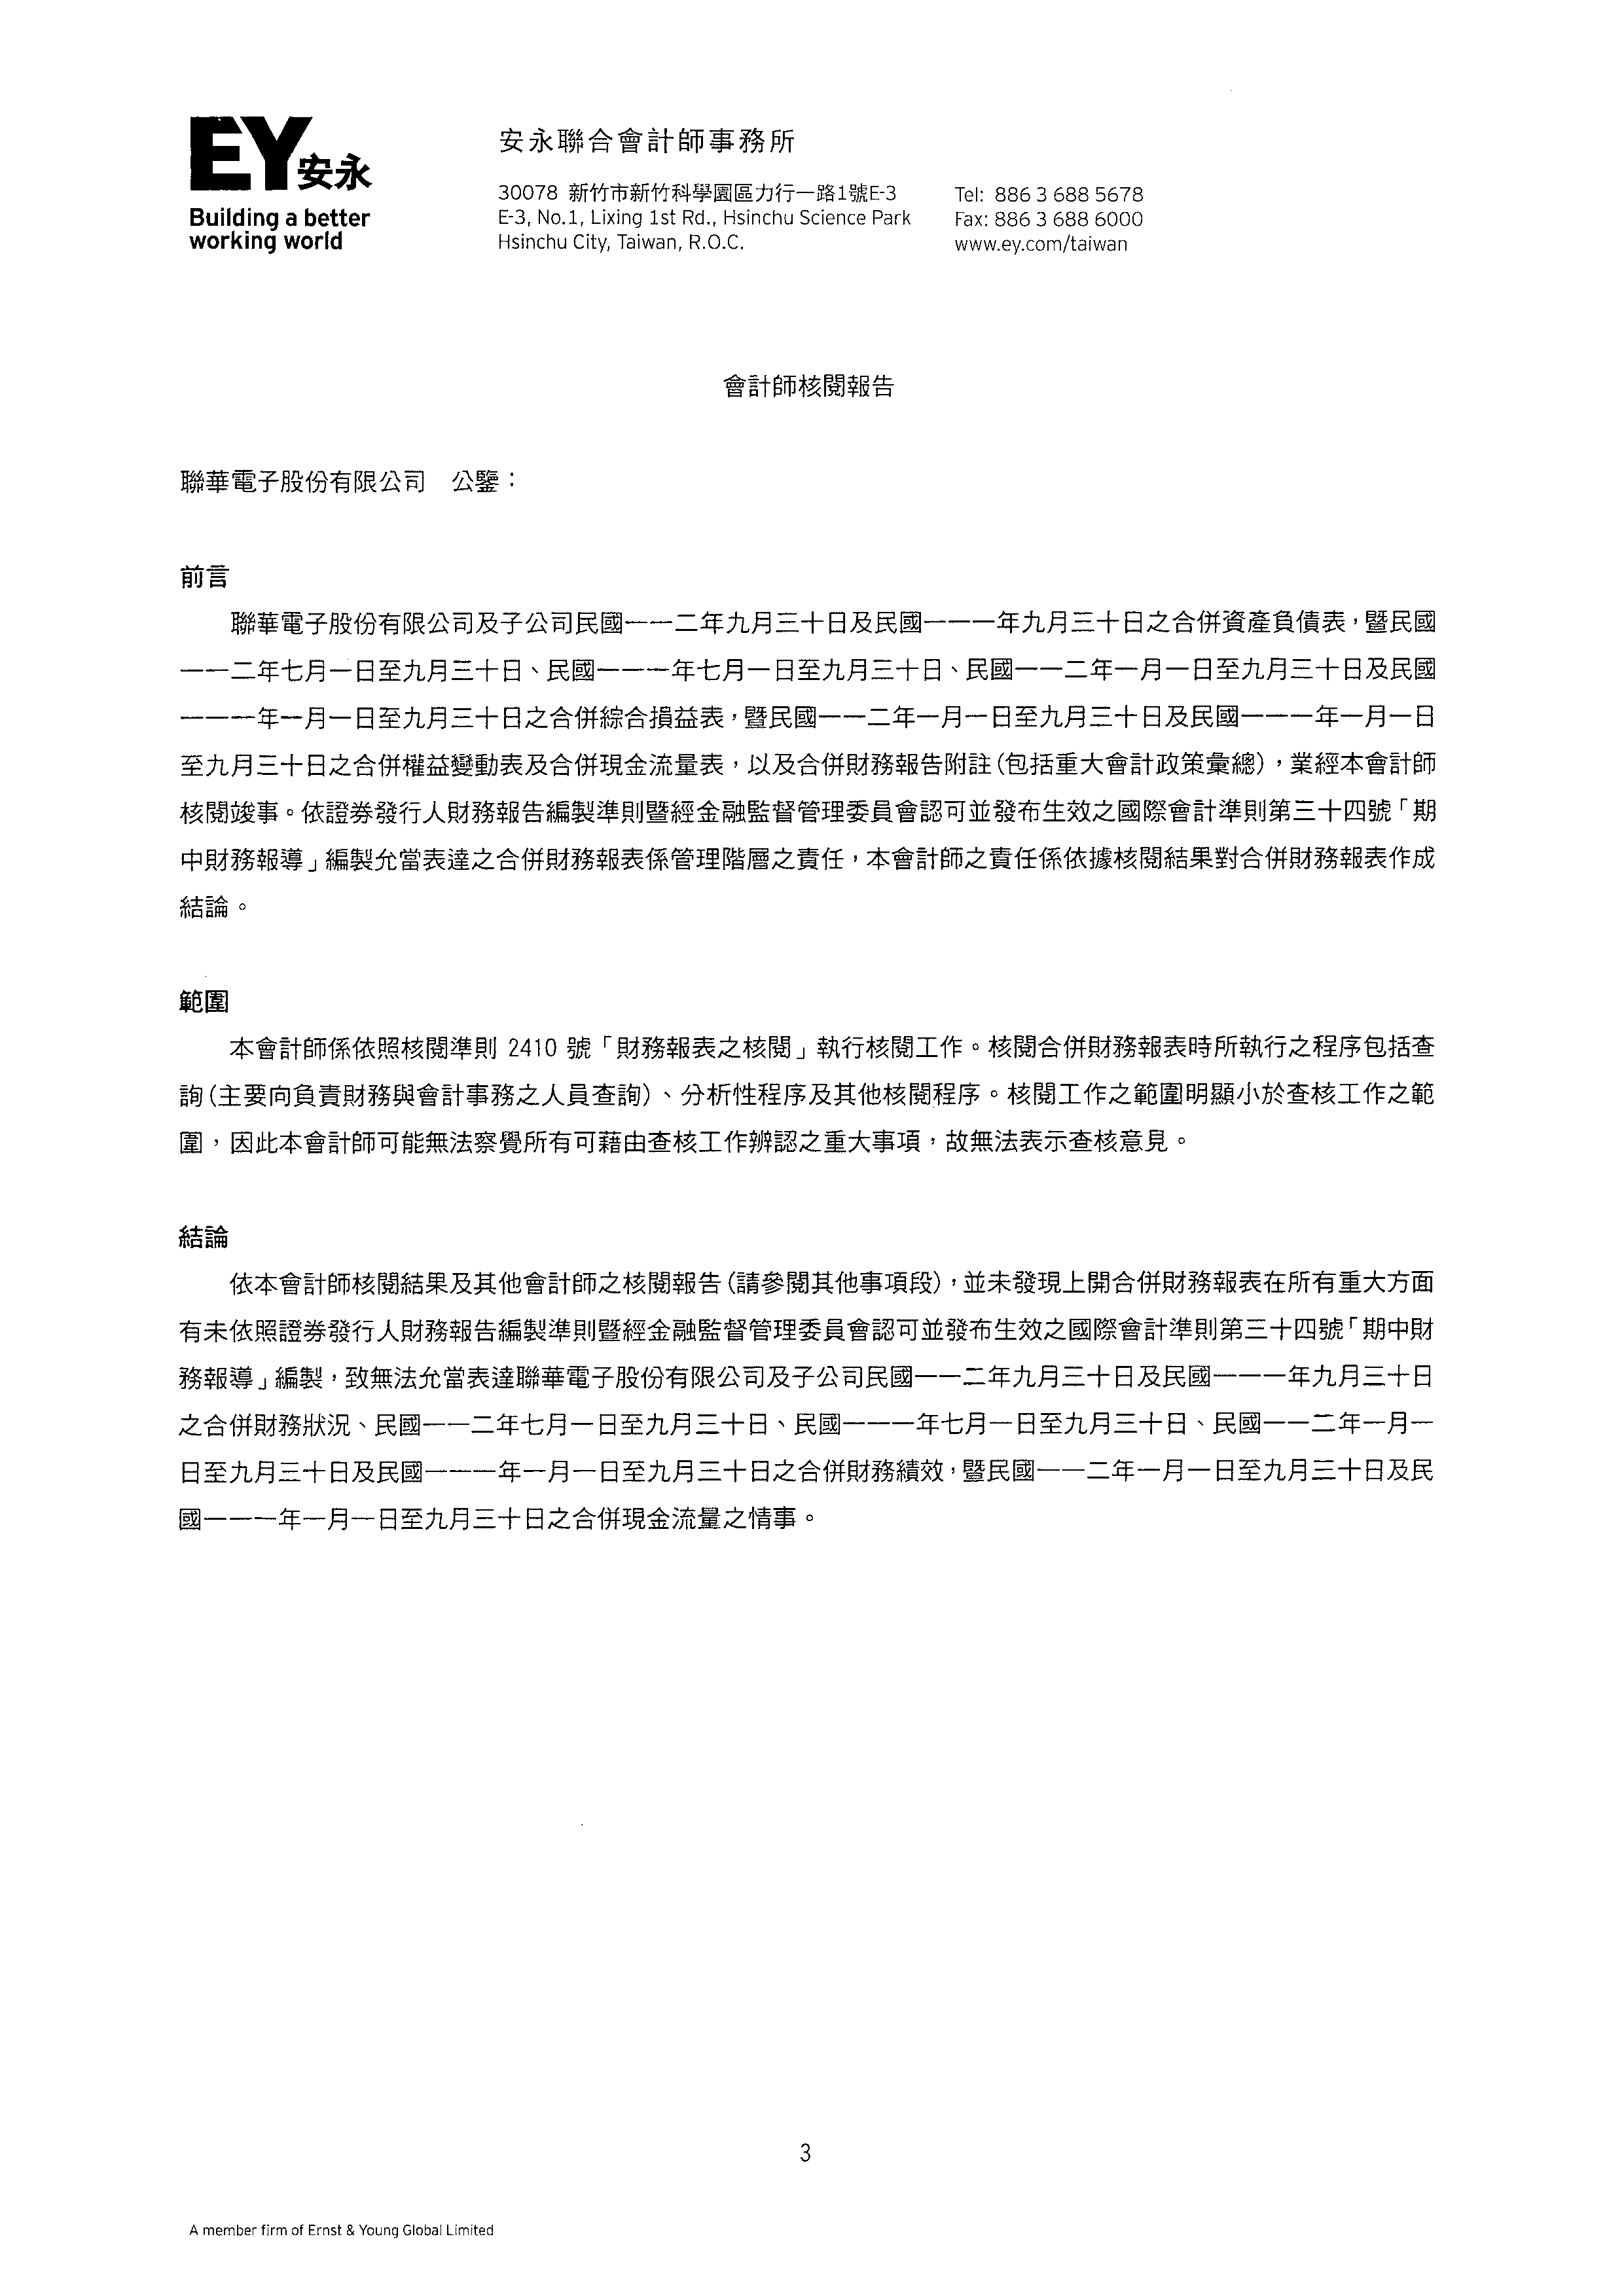 EY安永
Building a better
working world
安永聯合會計師事務所
30078 新竹市新竹科學園區力行一路1號E-3
E-3, No.1, Lixing 1st Rd., Hsinchu Science Park
Hsinchu City, Taiwan, R.O.C.
Tel: 886 3 688 5678
Fax: 886 3 688 6000
www.ey.com/taiwan
會計師核閱報告
聯華電子股份有限公司 公鑒：
前言
聯華電子股份有限公司及子公司民國一一二年九月三十日及民國一一一年九月三十日之合併資產負債表，暨民國
一一二年七月一日至九月三十日、民國一一一年七月一日至九月三十日、民國一一二年一月一日至九月三十日及民國
一一一年一月一日至九月三十日之合併綜合損益表，暨民國一一二年一月一日至九月三十日及民國一一一年一月一日
至九月三十日之合併權益變動表及合併現金流量表，以及合併財務報告附註(包括重大會計政策彙總)，業經本會計師
核閱竣事。依證券發行人財務報告編製準則暨經金融監督管理委員會認可並發布生效之國際會計準則第三十四號「期
中財務報導」編製允當表達之合併財務報表係管理階層之責任，本會計師之責任係依據核閱結果對合併財務報表作成
結論。
範圍
本會計師係依照核閱準則 2410 號「財務報表之核閱」執行核閱工作。核閱合併財務報表時所執行之程序包括查
詢(主要向負責財務與會計事務之人員查詢)、分析性程序及其他核閱程序。核閱工作之範圍明顯小於查核工作之範
圍，因此本會計師可能無法察覺所有可藉由查核工作辨認之重大事項，故無法表示查核意見。
結論
依本會計師核閱結果及其他會計師之核閱報告(請參閱其他事項段)，並未發現上開合併財務報表在所有重大方面
有未依照證券發行人財務報告編製準則暨經金融監督管理委員會認可並發布生效之國際會計準則第三十四號「期中財
務報導」編製，致無法允當表達聯華電子股份有限公司及子公司民國一一二年九月三十日及民國一一一年九月三十日
之合併財務狀況、民國一一二年七月一日至九月三十日、民國一一一年七月一日至九月三十日、民國一一二年一月一
日至九月三十日及民國一一一年一月一日至九月三十日之合併財務績效，暨民國一一二年一月一日至九月三十日及民
國一一一年一月一日至九月三十日之合併現金流量之情事。
3
A member firm of Ernst & Young Global Limited